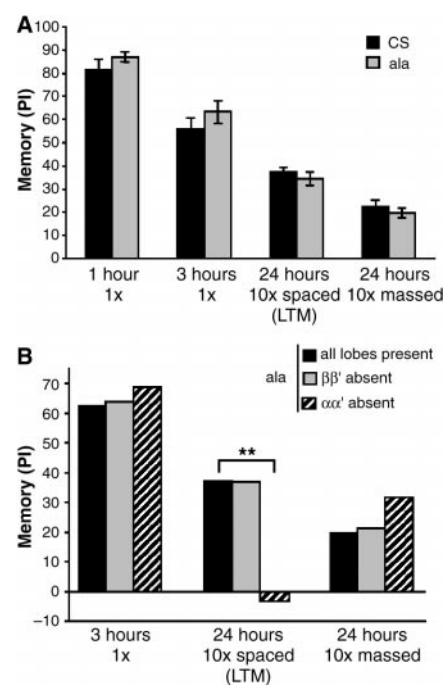 A
100
90
80
70
60
50
40
30
20
10
0
Memory (PI)
CS
ala
1 hour 3 hours 24 hours 24 hours
1x 1x 10x spaced 10x massed
(LTM)
B
all lobes present
ala ββ' absent
αα' absent
70
60
50
40
30
20
10
0
–10
Memory (PI)
**
3 hours 24 hours 24 hours
1x 10x spaced 10x massed
(LTM)